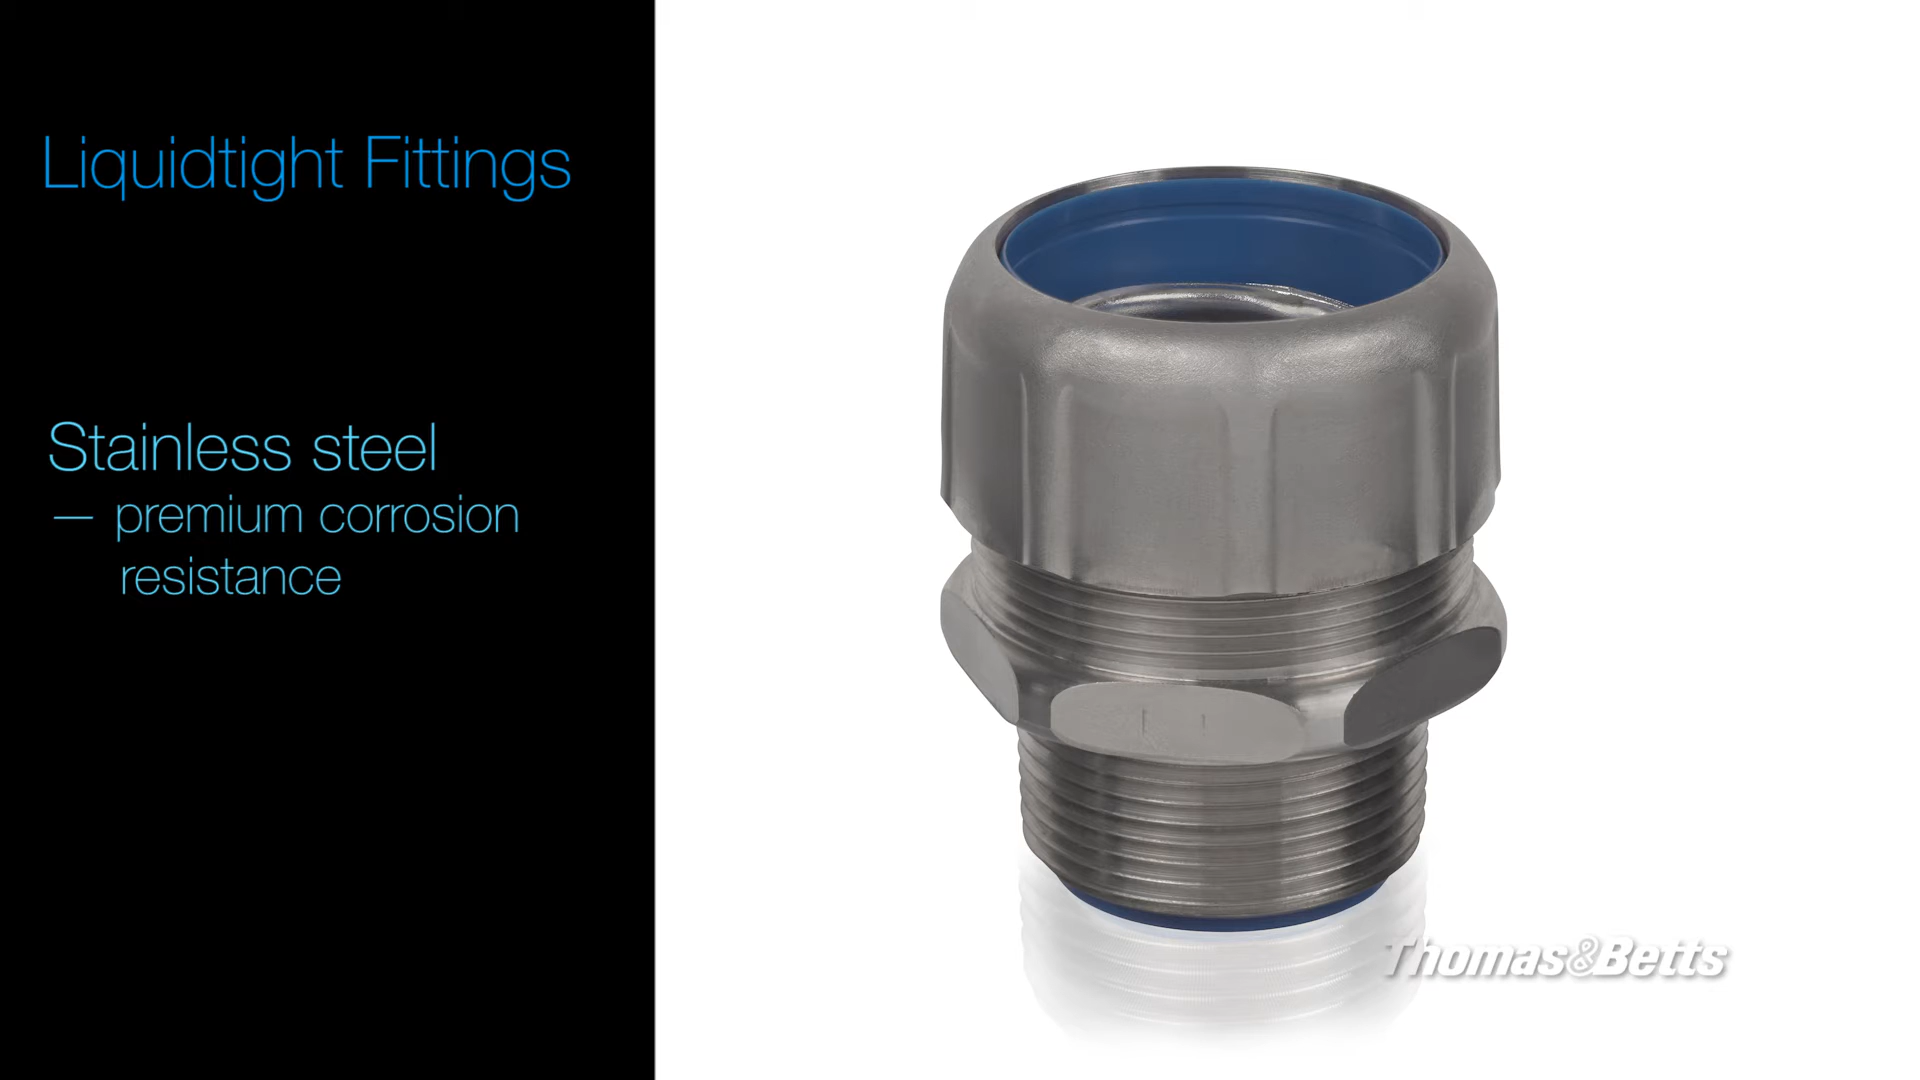 Liquidtight Fittings
Stainless steel
— premium corrosion
resistance
Thomas&Betts